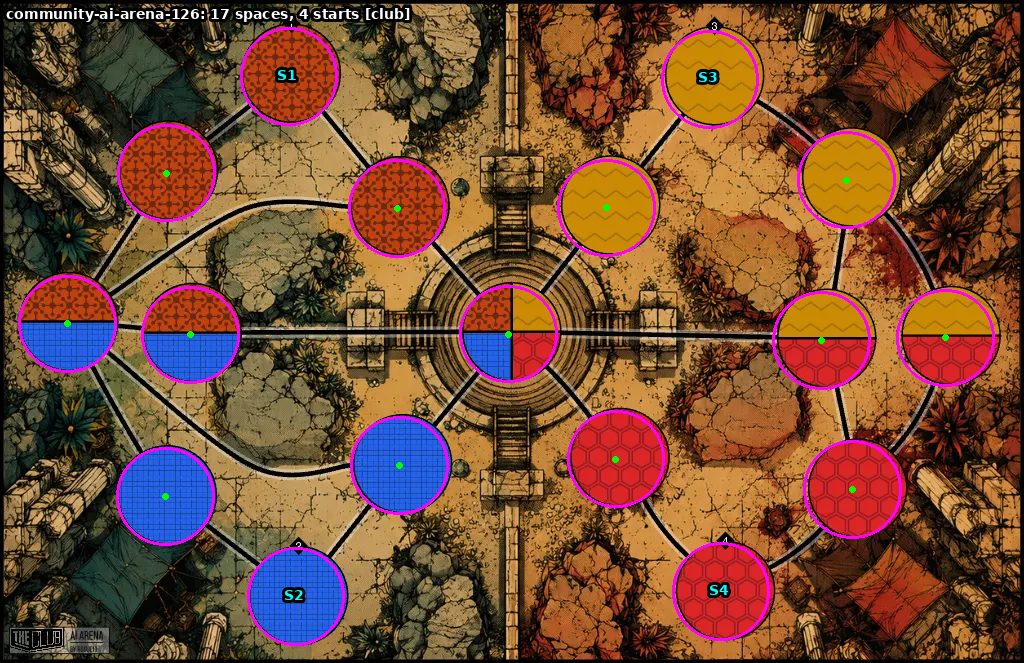 community-ai-arena-126: 17 spaces, 4 starts [club]
3
S1
S3
2
4
S2
S4
THE CLUB
AI ARENA